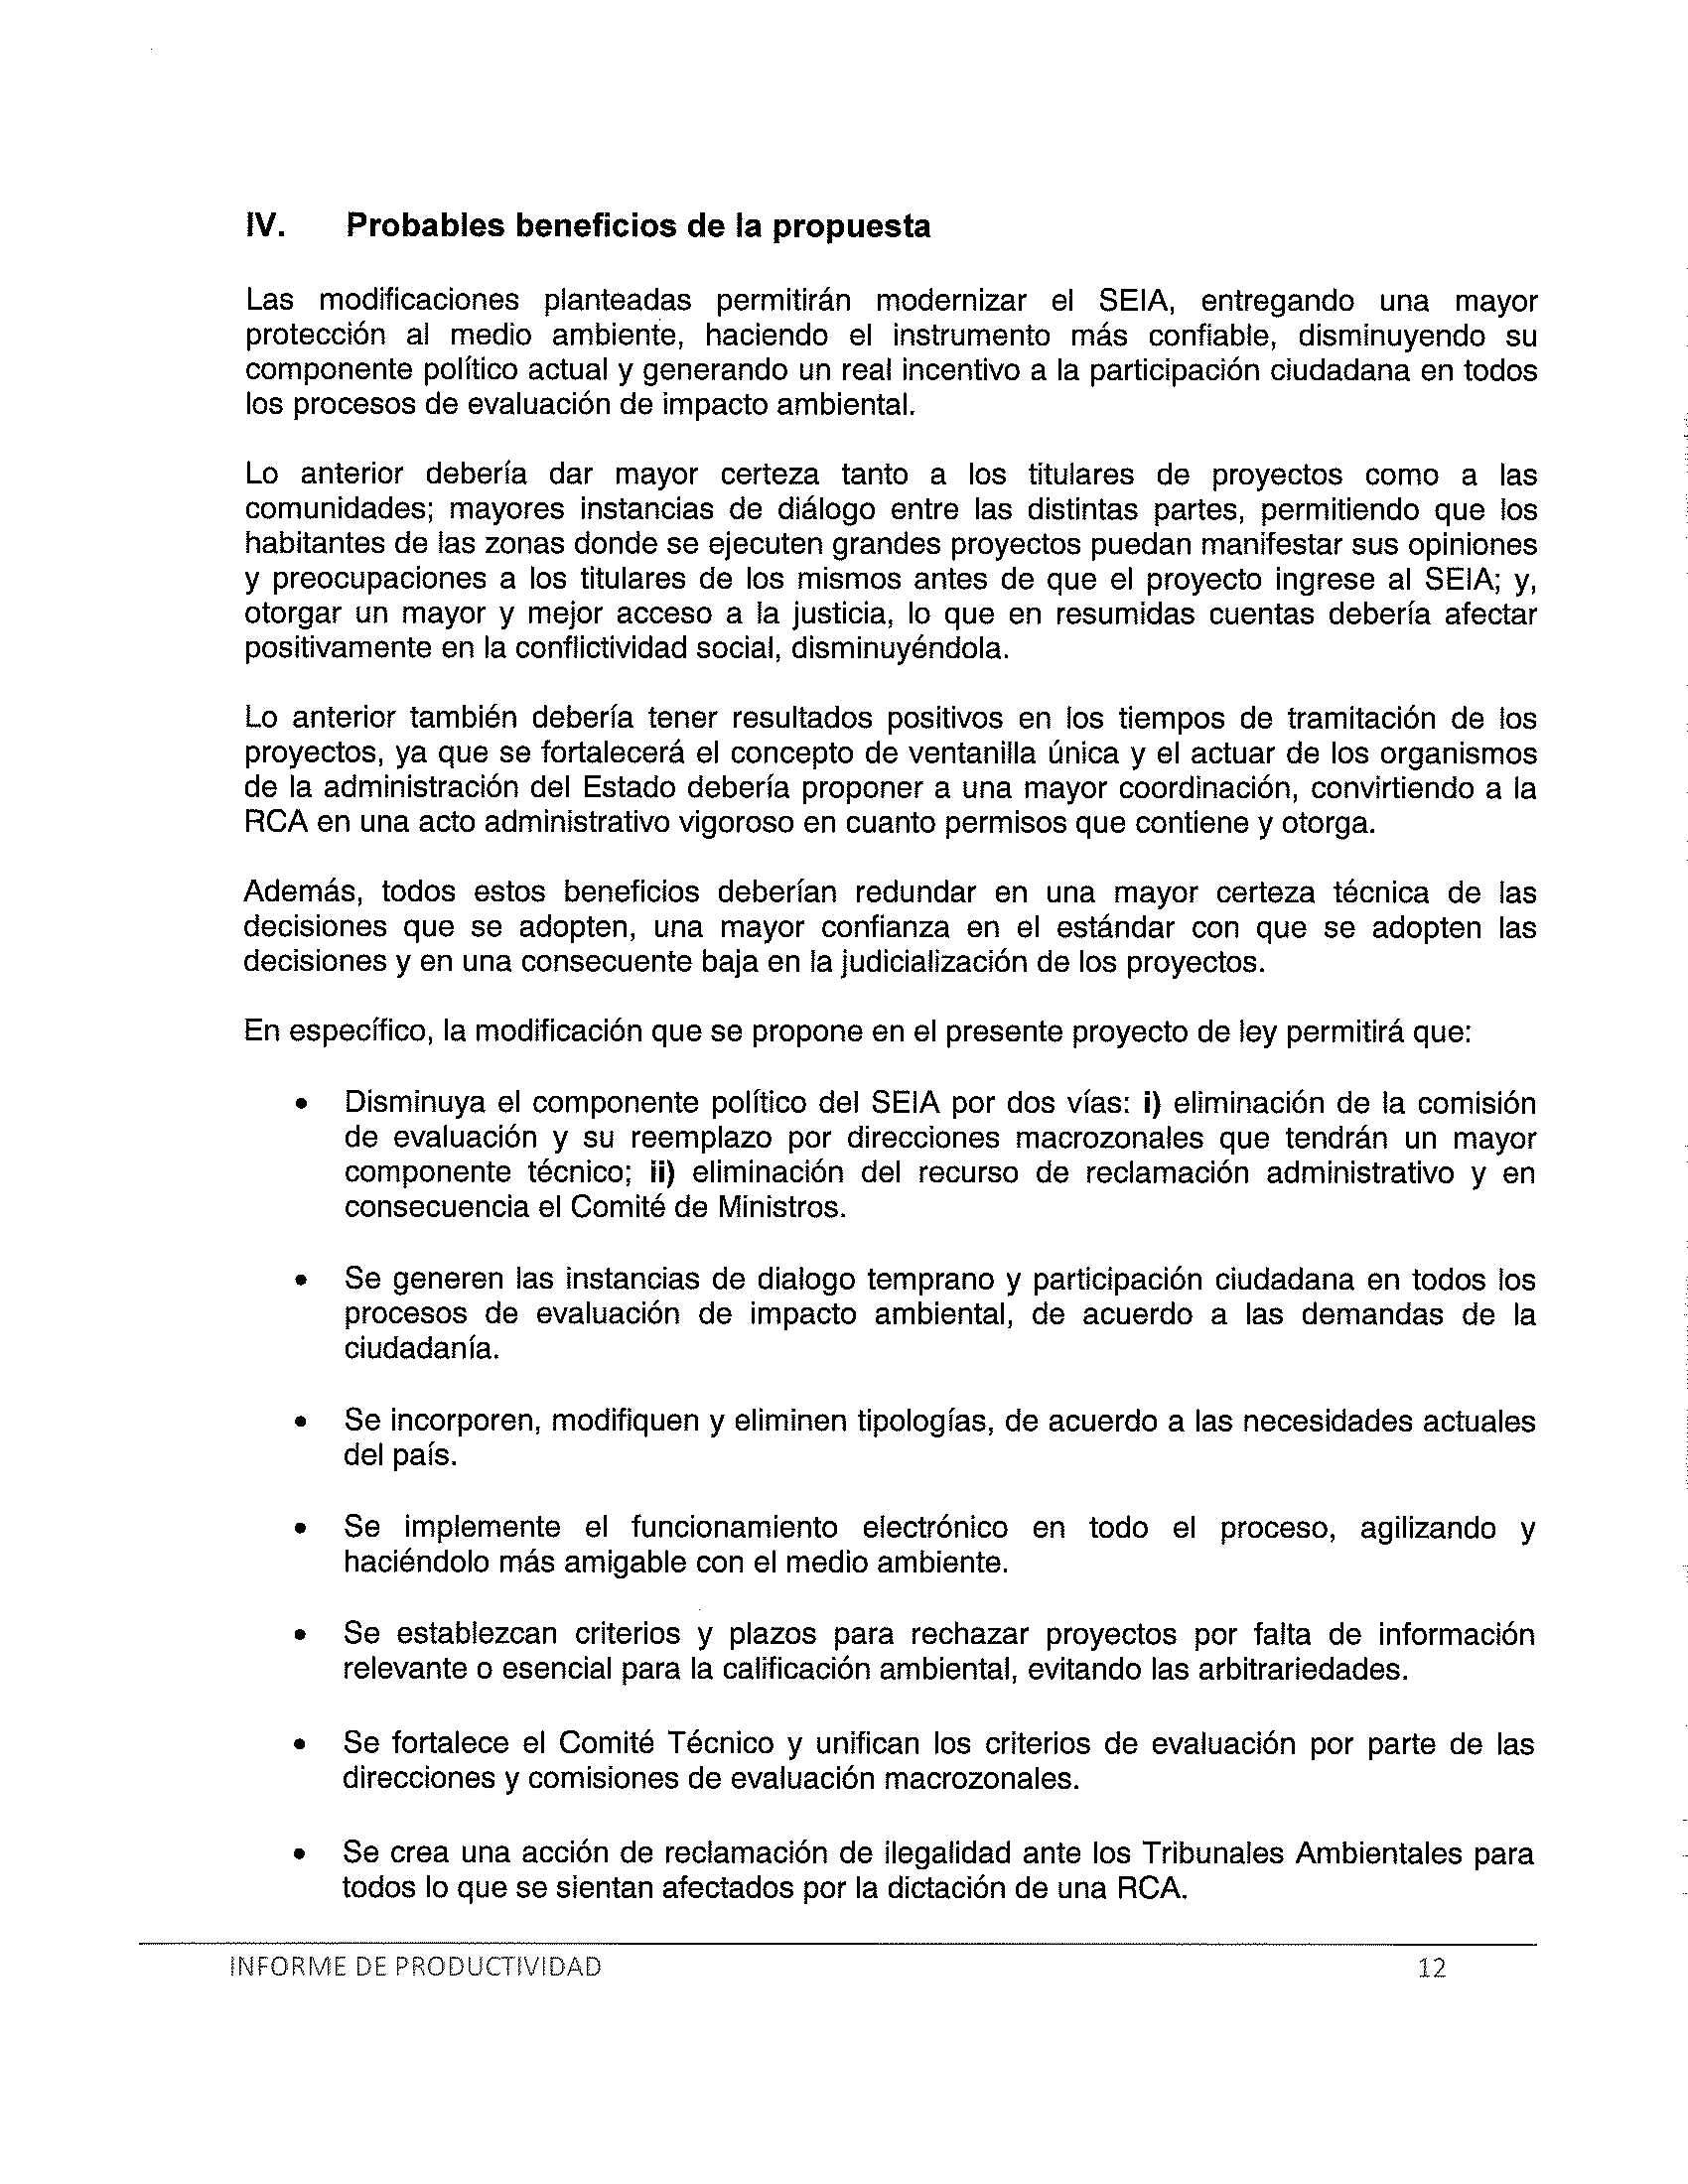 IV. Probables beneficios de la propuesta
Las modificaciones planteadas permitirán modernizar el SEIA, entregando una mayor
protección al medio ambiente, haciendo el instrumento más confiable, disminuyendo su
componente político actual y generando un real incentivo a la participación ciudadana en todos
los procesos de evaluación de impacto ambiental.
Lo anterior debería dar mayor certeza tanto a los titulares de proyectos como a las
comunidades; mayores instancias de diálogo entre las distintas partes, permitiendo que los
habitantes de las zonas donde se ejecuten grandes proyectos puedan manifestar sus opiniones
y preocupaciones a los titulares de los mismos antes de que el proyecto ingrese al SEIA; y,
otorgar un mayor y mejor acceso a la justicia, lo que en resumidas cuentas debería afectar
positivamente en la conflictividad social, disminuyéndola.
Lo anterior también debería tener resultados positivos en los tiempos de tramitación de los
proyectos, ya que se fortalecerá el concepto de ventanilla única y el actuar de los organismos
de la administración del Estado debería proponer a una mayor coordinación, convirtiendo a la
RCA en una acto administrativo vigoroso en cuanto permisos que contiene y otorga.
Además, todos estos beneficios deberían redundar en una mayor certeza técnica de las
decisiones que se adopten, una mayor confianza en el estándar con que se adopten las
decisiones y en una consecuente baja en la judicialización de los proyectos.
En específico, la modificación que se propone en el presente proyecto de ley permitirá que:
• Disminuya el componente político del SEIA por dos vías: i) eliminación de la comisión
de evaluación y su reemplazo por direcciones macrozonales que tendrán un mayor
componente técnico; ii) eliminación del recurso de reclamación administrativo y en
consecuencia el Comité de Ministros.
• Se generen las instancias de dialogo temprano y participación ciudadana en todos los
procesos de evaluación de impacto ambiental, de acuerdo a las demandas de la
ciudadanía.
• Se incorporen, modifiquen y eliminen tipologías, de acuerdo a las necesidades actuales
del país.
• Se implemente el funcionamiento electrónico en todo el proceso, agilizando y
haciéndolo más amigable con el medio ambiente.
• Se establezcan criterios y plazos para rechazar proyectos por falta de información
relevante o esencial para la calificación ambiental, evitando las arbitrariedades.
• Se fortalece el Comité Técnico y unifican los criterios de evaluación por parte de las
direcciones y comisiones de evaluación macrozonales.
• Se crea una acción de reclamación de ilegalidad ante los Tribunales Ambientales para
todos lo que se sientan afectados por la dictación de una RCA.
INFORME DE PRODUCTIVIDAD 12